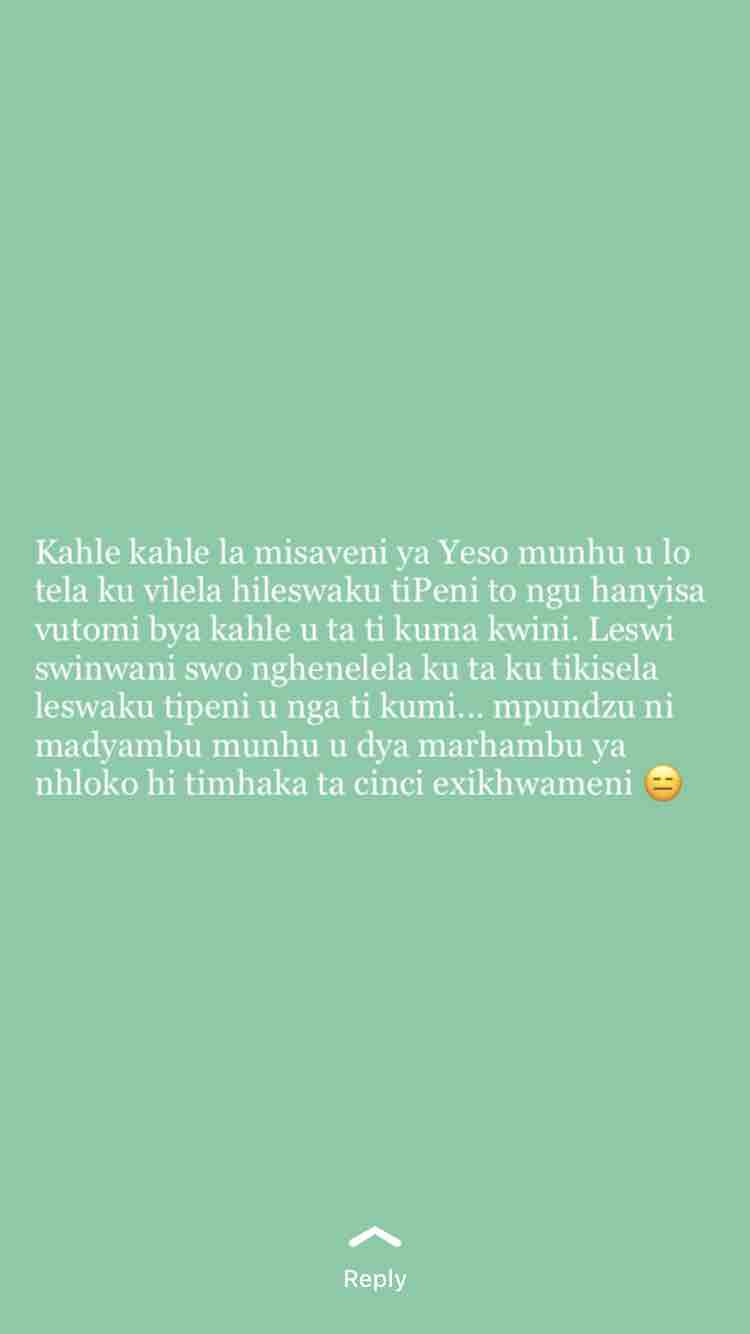 Kahle kahle la misaveni ya Yeso munhu u lo
tela ku vilela hileswaku tiPeni to ngu hanyisa
vutomi bya kahle u ta ti kuma kwini. Leswi
swinwani swo nghenelela ku ta ku tikisela
leswaku tipeni u nga ti kumi... mpundzu ni
madyambu munhu u dya marhambu ya
nhloko hi timhaka ta cinci exikhwameni 😑
Reply